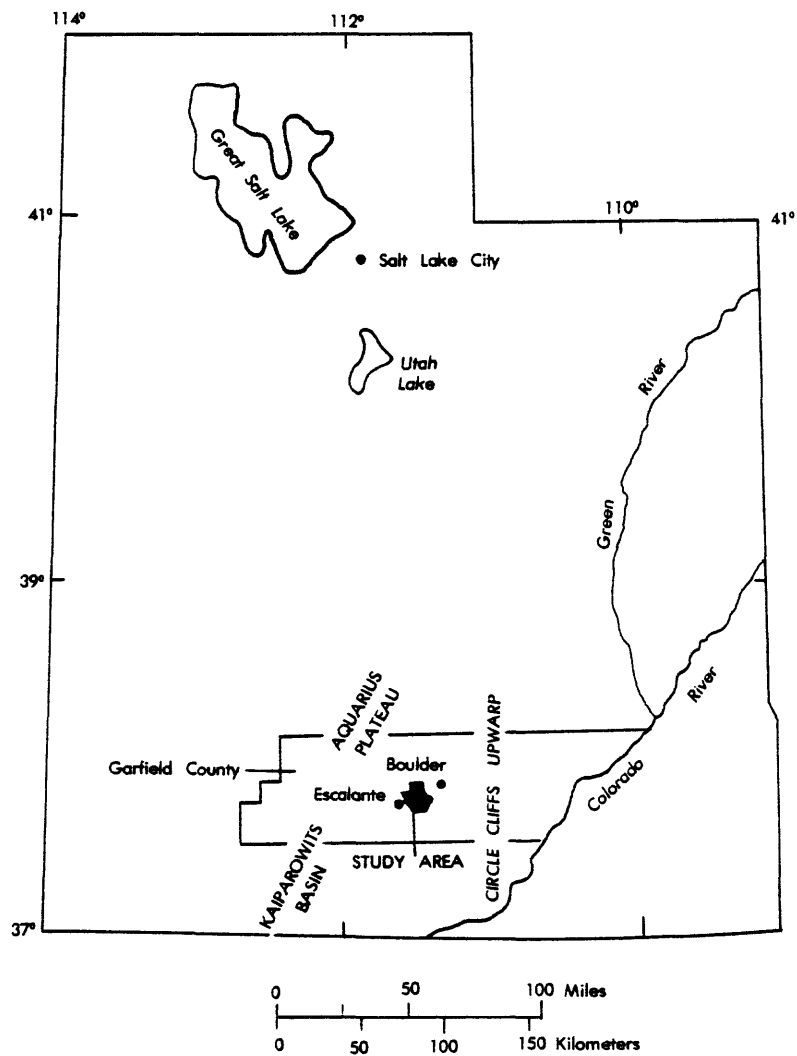 114° 112°
Great Salt Lake
41° 110° 41°
Salt Lake City
Utah
Lake
River
Green
39°
River
AQUARIUS
PLATEAU
CIRCLE CLIFFS UPWARP
Garfield County
Boulder
Escalante
Colorado
STUDY AREA
KAIPAROWITS
BASIN
37°
0 50 100 Miles
0 50 100 150 Kilometers